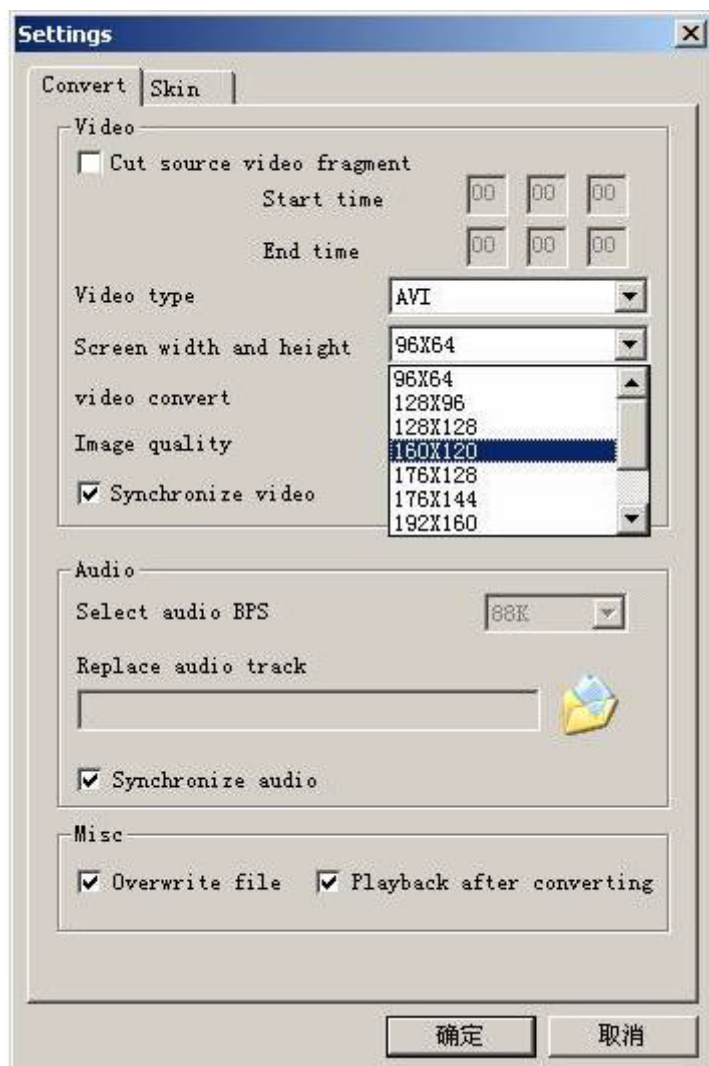 Settings
Convert Skin
Video
Cut source video fragment
Start time 00 00 00
End time 00 00 00
Video type AVI
Screen width and height 96X64
96X64
video convert
128X96
128X128
Image quality
160X120
176X128
Synchronize video
176X144
192X160
Audio
Select audio BPS 88K
Replace audio track
Synchronize audio
Misc
Overwrite file Playback after converting
确定 取消